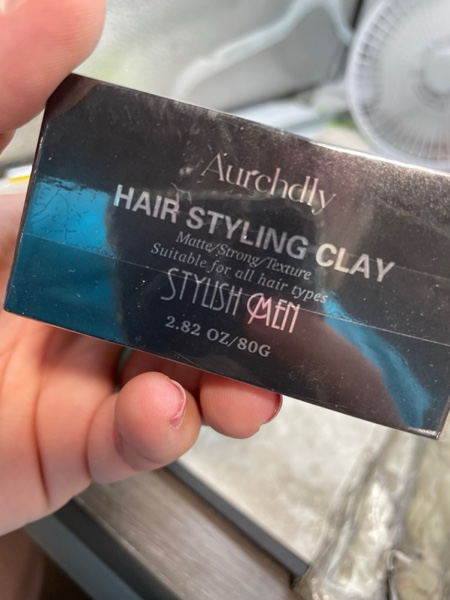 Aurchdly
HAIR STYLING CLAY
Matte/Strong/Texture
Suitable for all hair types
STYLISH MEN
2.82 OZ/80G